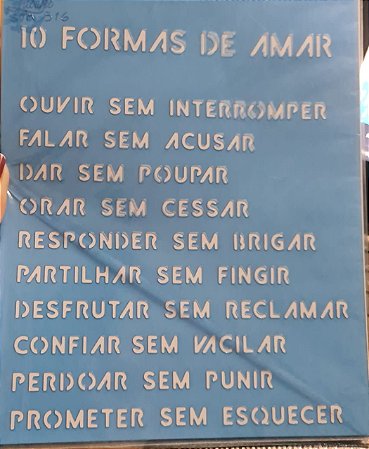 10 FORMAS DE AMAR
OUVIR SEM INTERROMPER
FALAR SEM ACUSAR
DAR SEM POUPAR
ORAR SEM CESSAR
RESPONDER SEM BRIGAR
PARTILHAR SEM FINGIR
DESFRUTAR SEM RECLAMAR
CONFIAR SEM VACILAR
PERDOAR SEM PUNIR
PROMETER SEM ESQUECER